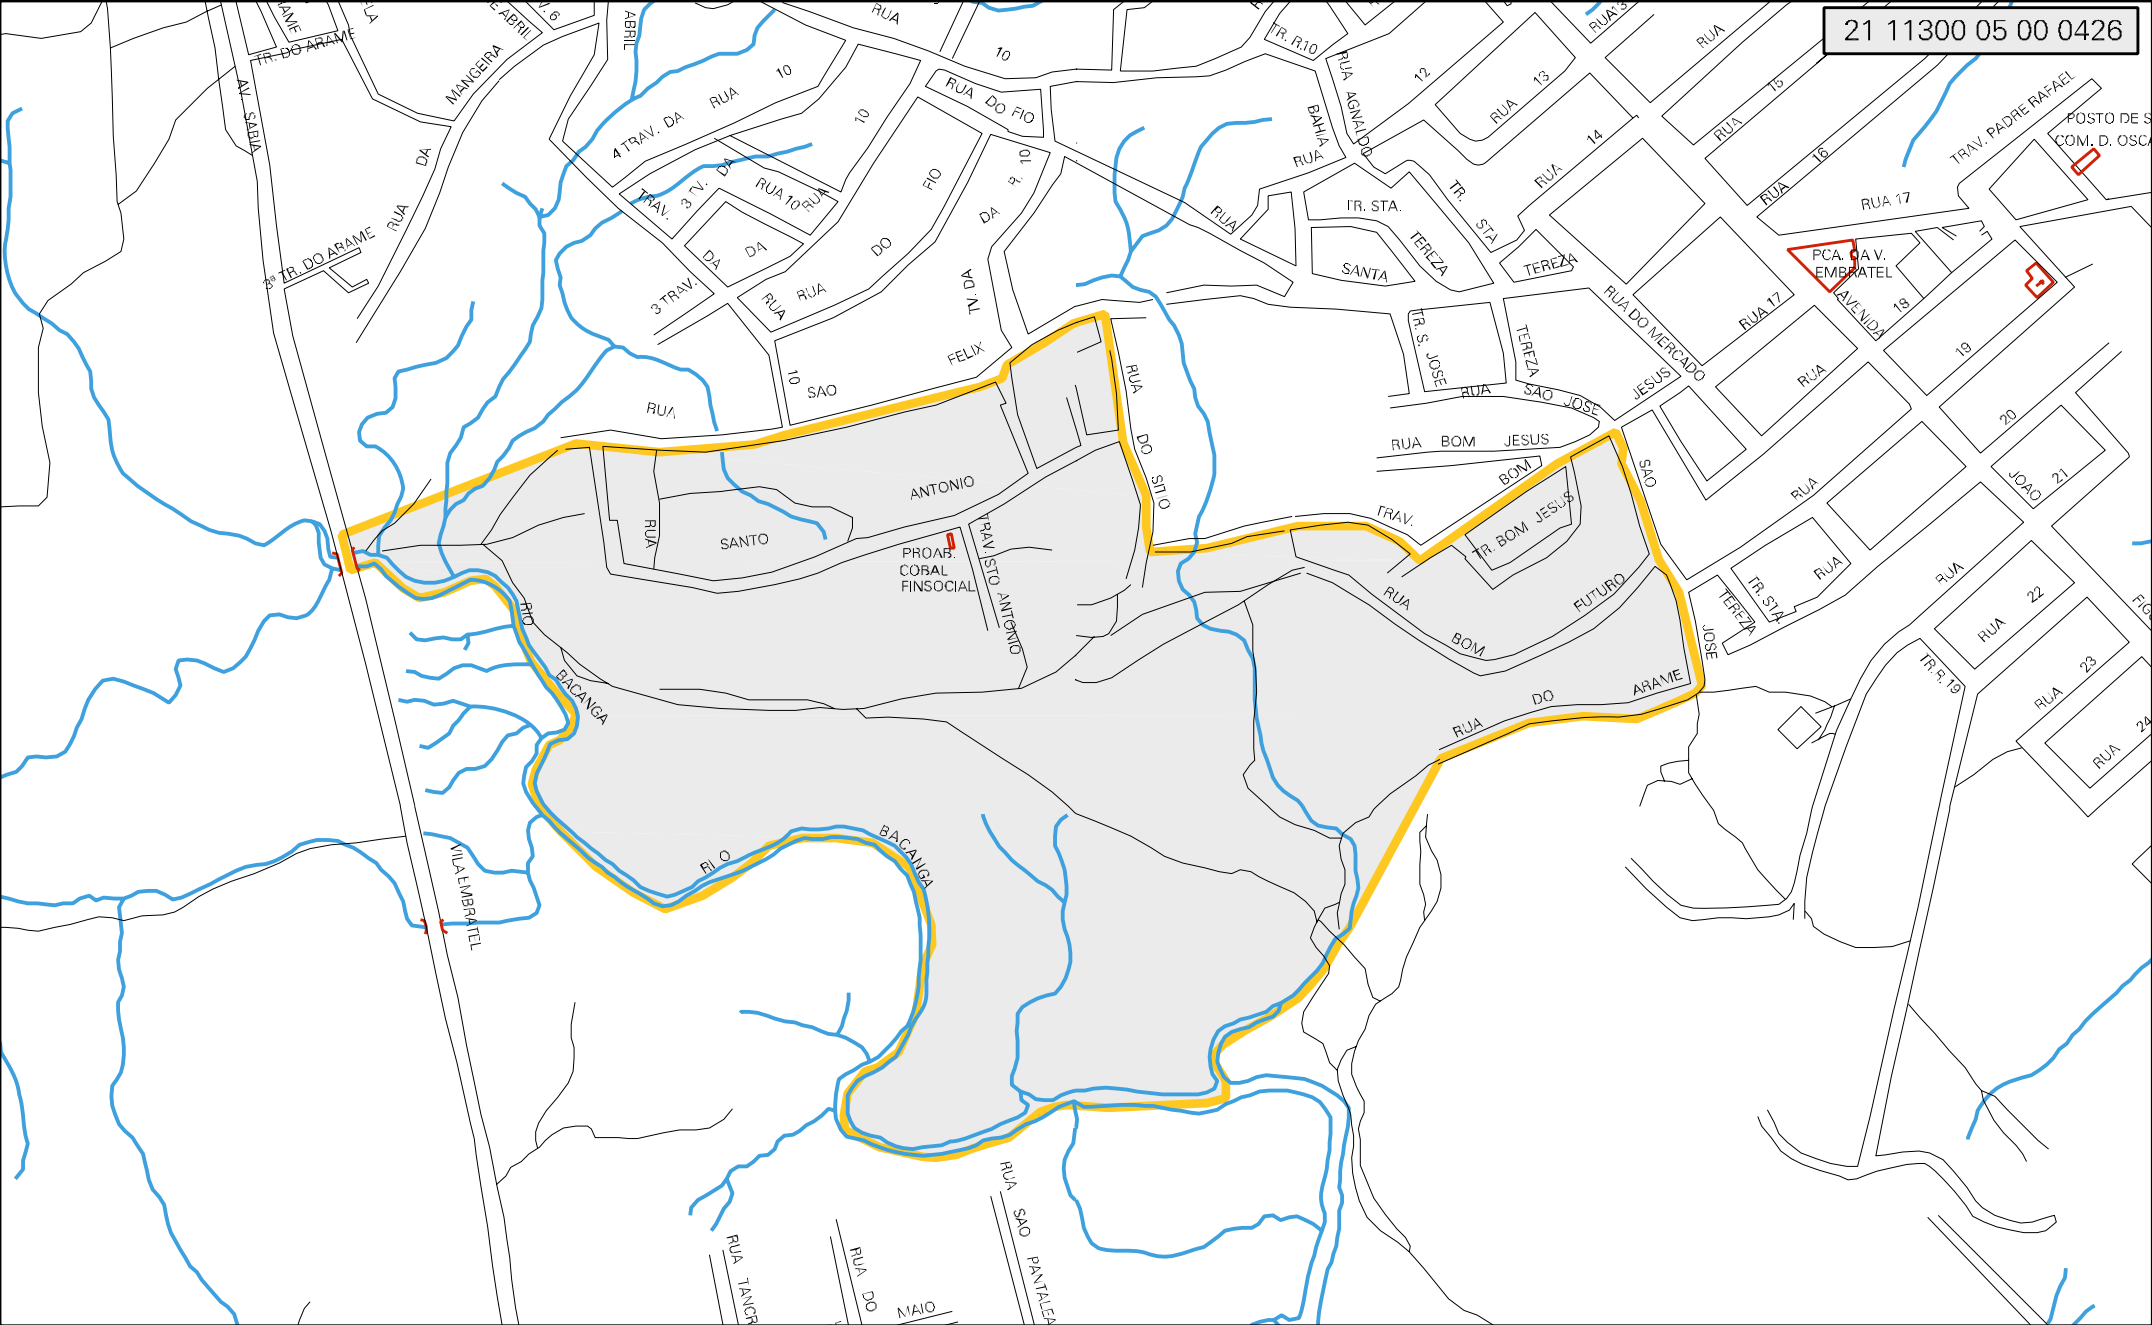 21 11300 05 00 0426
TR. DO ARAME
MANGEIRA
DA
RUA
AV. SABIA
3ª TR. DO ARAME
ABRIL
RUA
10
4 TRAV. DA RUA 10
RUA DO FIO
10
TRAV.
3 TV. DA
RUA 10
RUA
DA
DA
3 TRAV.
RUA
RUA
DO
FIO
DA
R.
10
TV. DA
FELIX
SAO
10
RUA
TR. R.10
RUA AGNALDO
BAHIA
RUA
12
RUA 13
RUA13
RUA
RUA 14
15
RUA
16
RUA
RUA 17
TRAV. PADRE RAFAEL
POSTO DE S
COM. D. OSCA
PCA. DA V.
EMBRATEL
AVENIDA
18
19
20
RUA
TR. STA.
TEREZA
SANTA
TR. STA
TEREZA
RUA DO MERCADO
RUA 17
RUA
TR. S. JOSE
TEREZA
RUA SAO JOSE
JESUS
RUA BOM JESUS
BOM
TRAV.
TR. BOM JESUS
SAO
JOSE
RUA
JOAO
21
RUA
22
RUA
23
RUA
24
RUA
TR. R. 19
TR. STA.
TEREZA
RUA
RUA
DO
SITIO
ANTONIO
SANTO
RUA
PROAB.
COBAL
FINSOCIAL
TRAV. STO ANTONIO
RUA
BOM
FUTURO
RUA DO ARAME
RIO
BACANGA
RIO
BACANGA
VILA EMBRATEL
RUA SAO PANTALEA
RUA TANCR
RUA DO
MAIO